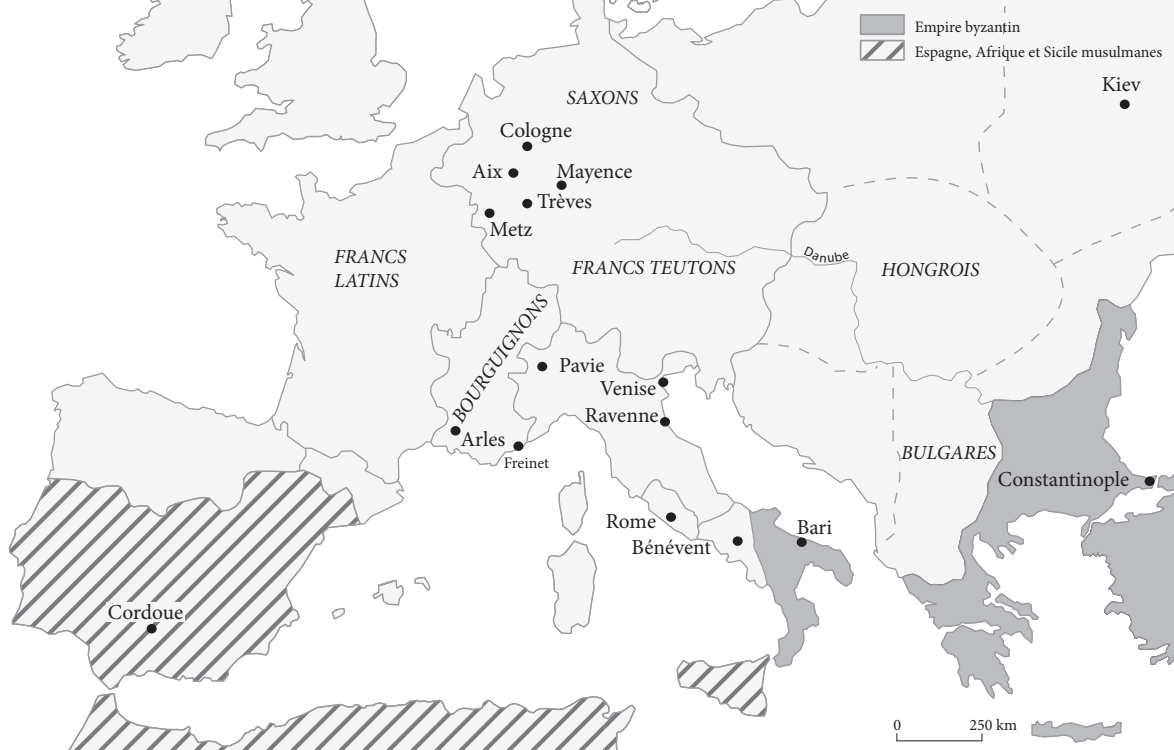 Empire byzantin
Espagne, Afrique et Sicile musulmanes
Kiev
SAXONS
Cologne
Aix
Mayence
Trèves
Metz
FRANCS
LATINS
FRANCS TEUTONS
Danube
HONGROIS
BOURGUIGNONS
Pavie
Venise
Ravenne
Arles
Freinet
BULGARES
Constantinople
Rome
Bénévent
Bari
Cordoue
0 250 km